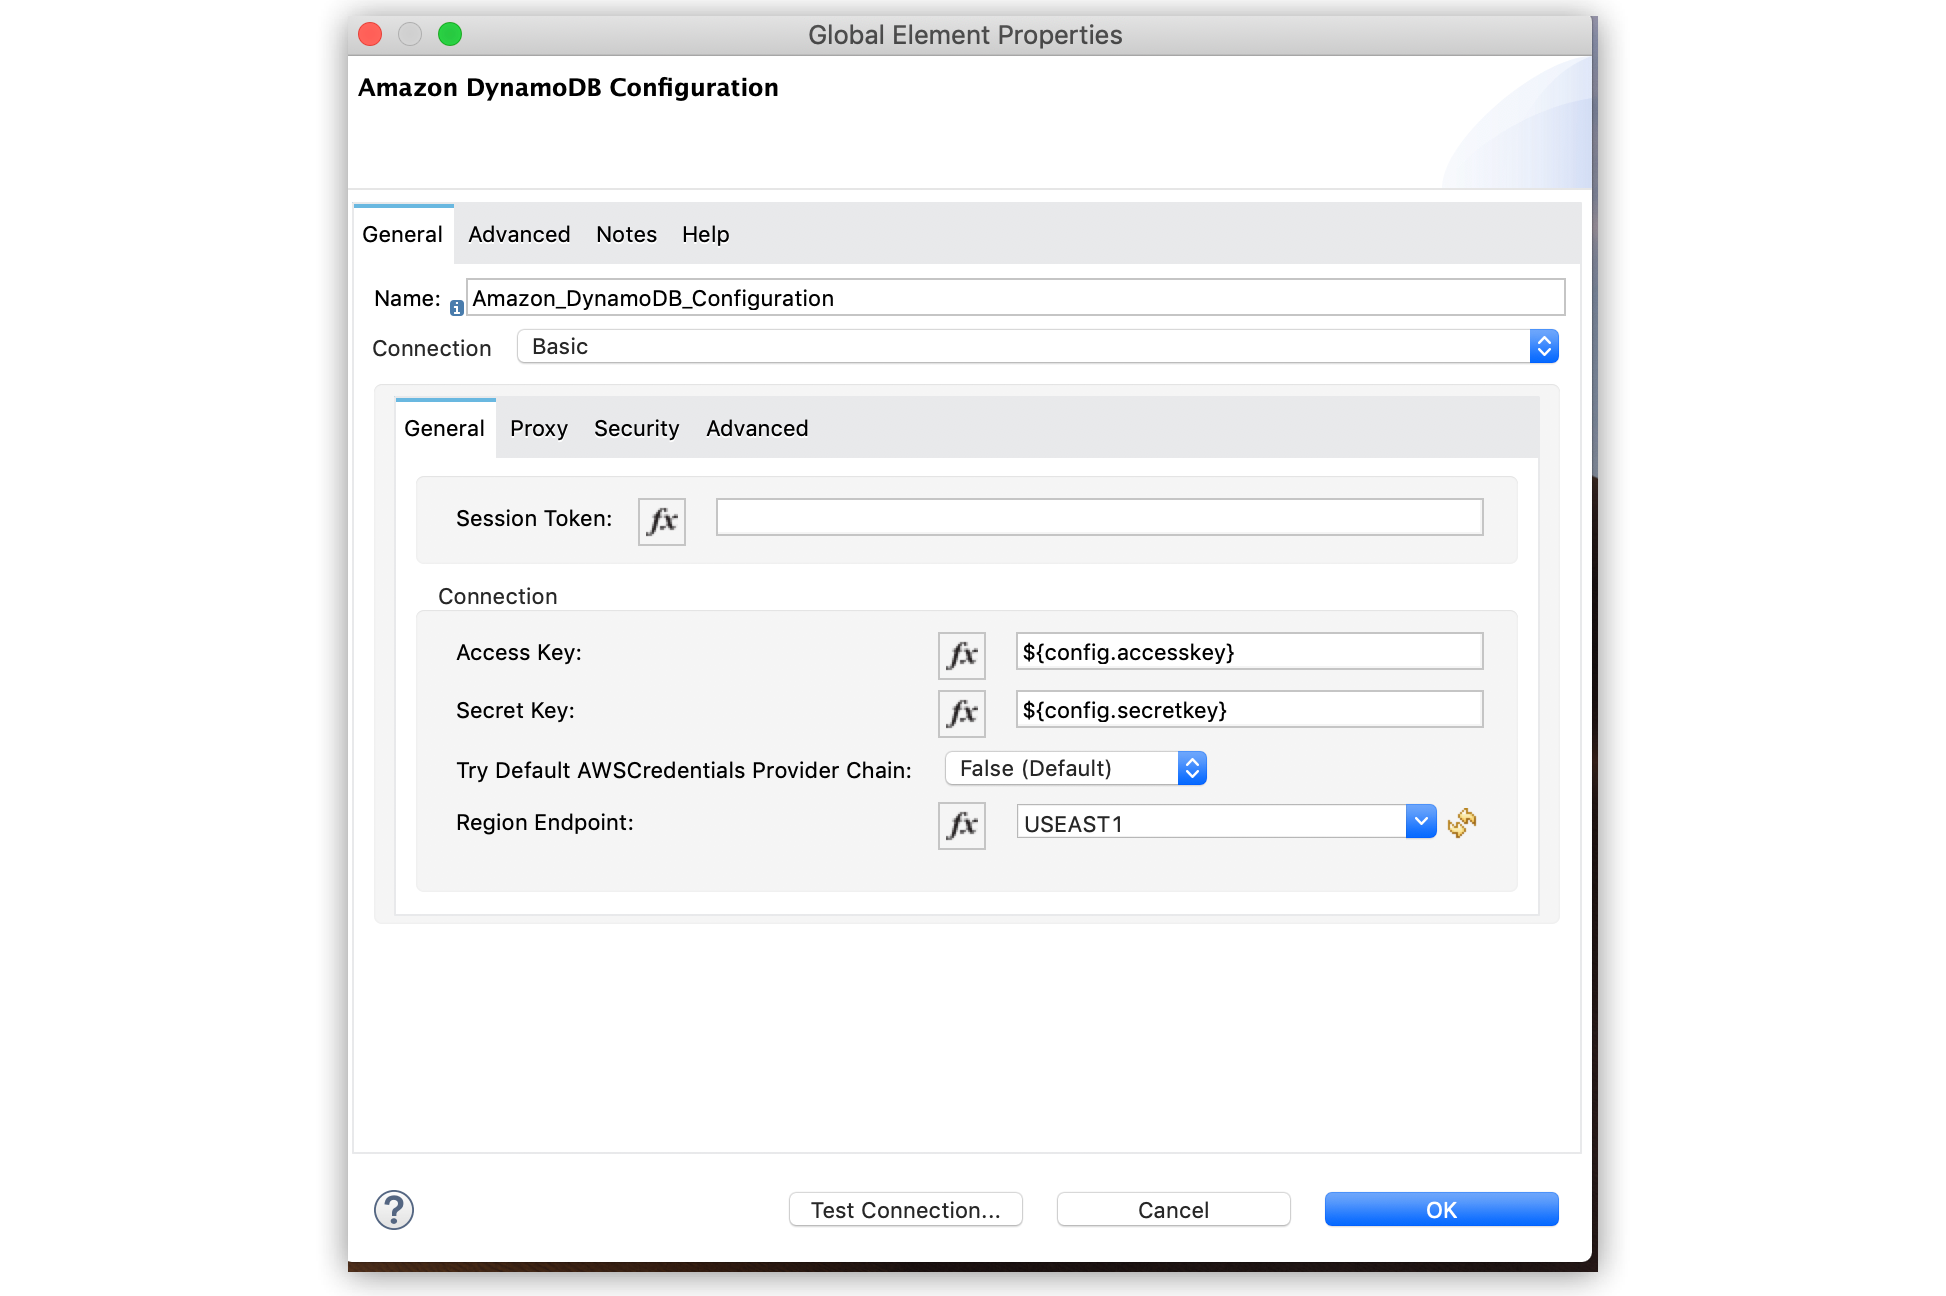 Global Element Properties
Amazon DynamoDB Configuration
General Advanced Notes Help
Name: Amazon_DynamoDB_Configuration
Connection Basic
General Proxy Security Advanced
Session Token: fx
Connection
Access Key: fx ${config.accesskey}
Secret Key: fx ${config.secretkey}
Try Default AWSCredentials Provider Chain: False (Default)
Region Endpoint: fx USEAST1
? Test Connection... Cancel OK